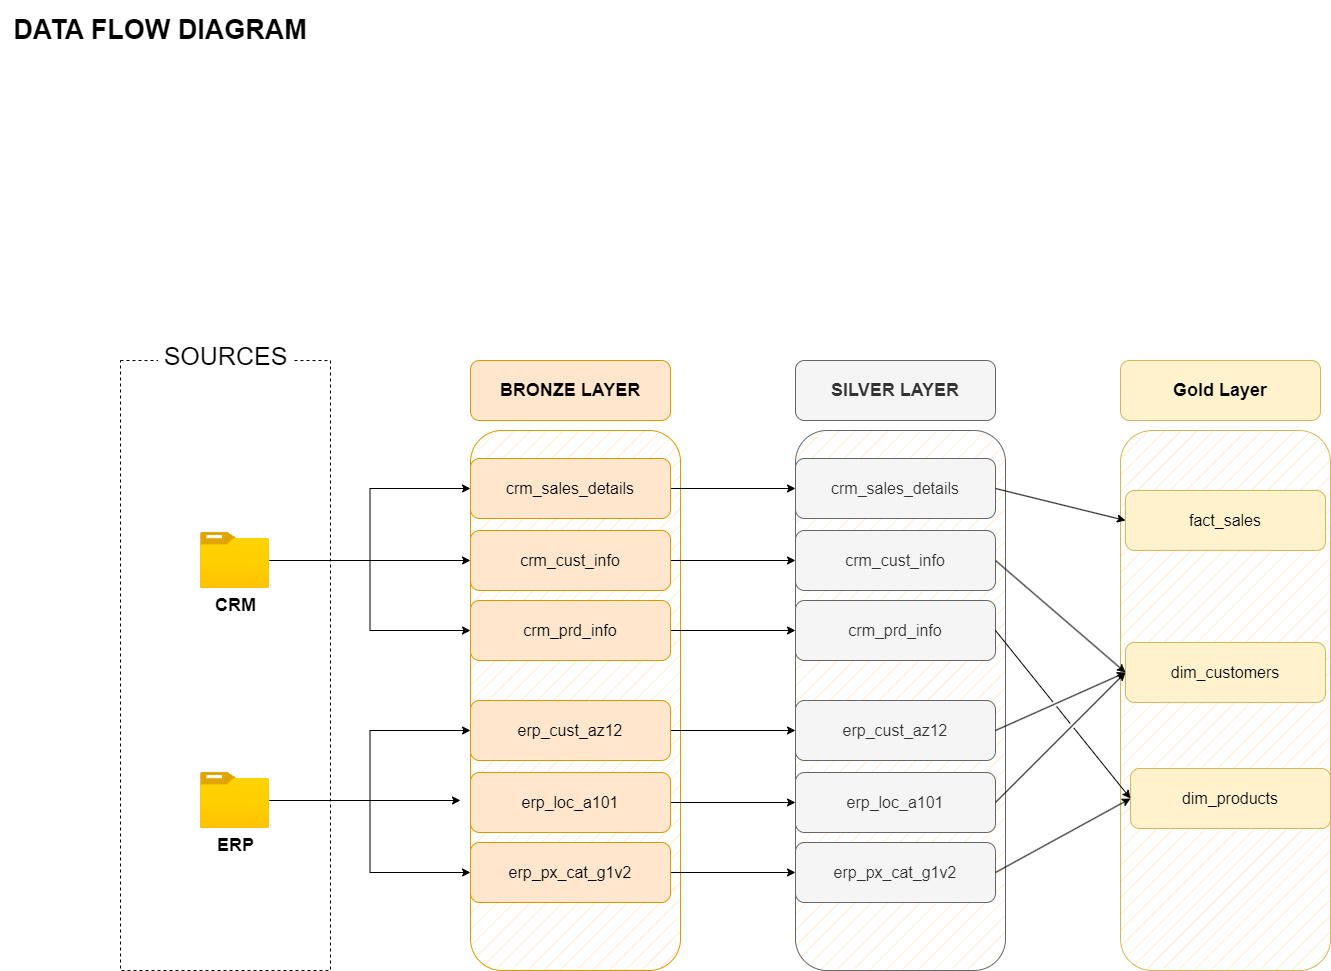 DATA FLOW DIAGRAM
SOURCES
CRM
ERP
BRONZE LAYER
crm_sales_details
crm_cust_info
crm_prd_info
erp_cust_az12
erp_loc_a101
erp_px_cat_g1v2
SILVER LAYER
crm_sales_details
crm_cust_info
crm_prd_info
erp_cust_az12
erp_loc_a101
erp_px_cat_g1v2
Gold Layer
fact_sales
dim_customers
dim_products